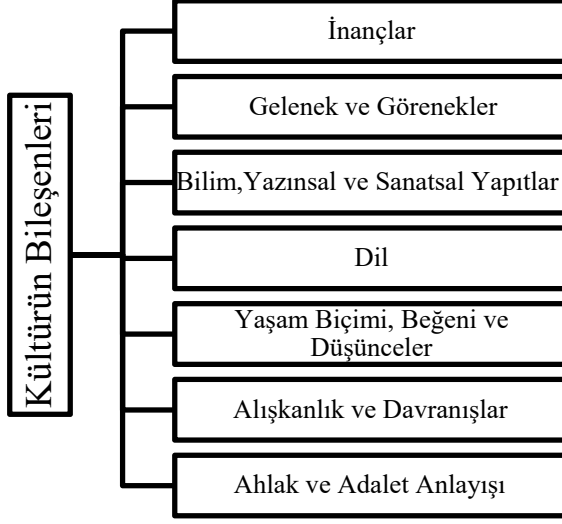 Kültürün Bileşenleri
İnançlar
Gelenek ve Görenekler
Bilim,Yazınsal ve Sanatsal Yapıtlar
Dil
Yaşam Biçimi, Beğeni ve
Düşünceler
Alışkanlık ve Davranışlar
Ahlak ve Adalet Anlayışı